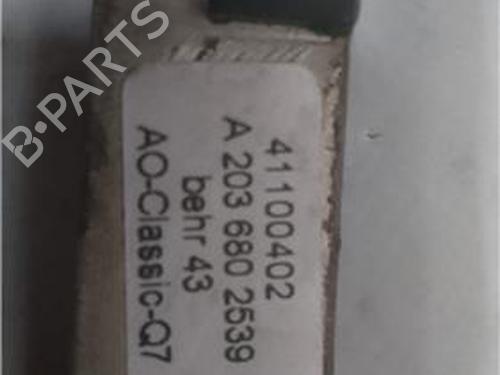 41100402
A 203 680 2539
behr 43
AO-Classic-Q7
B-PARTS